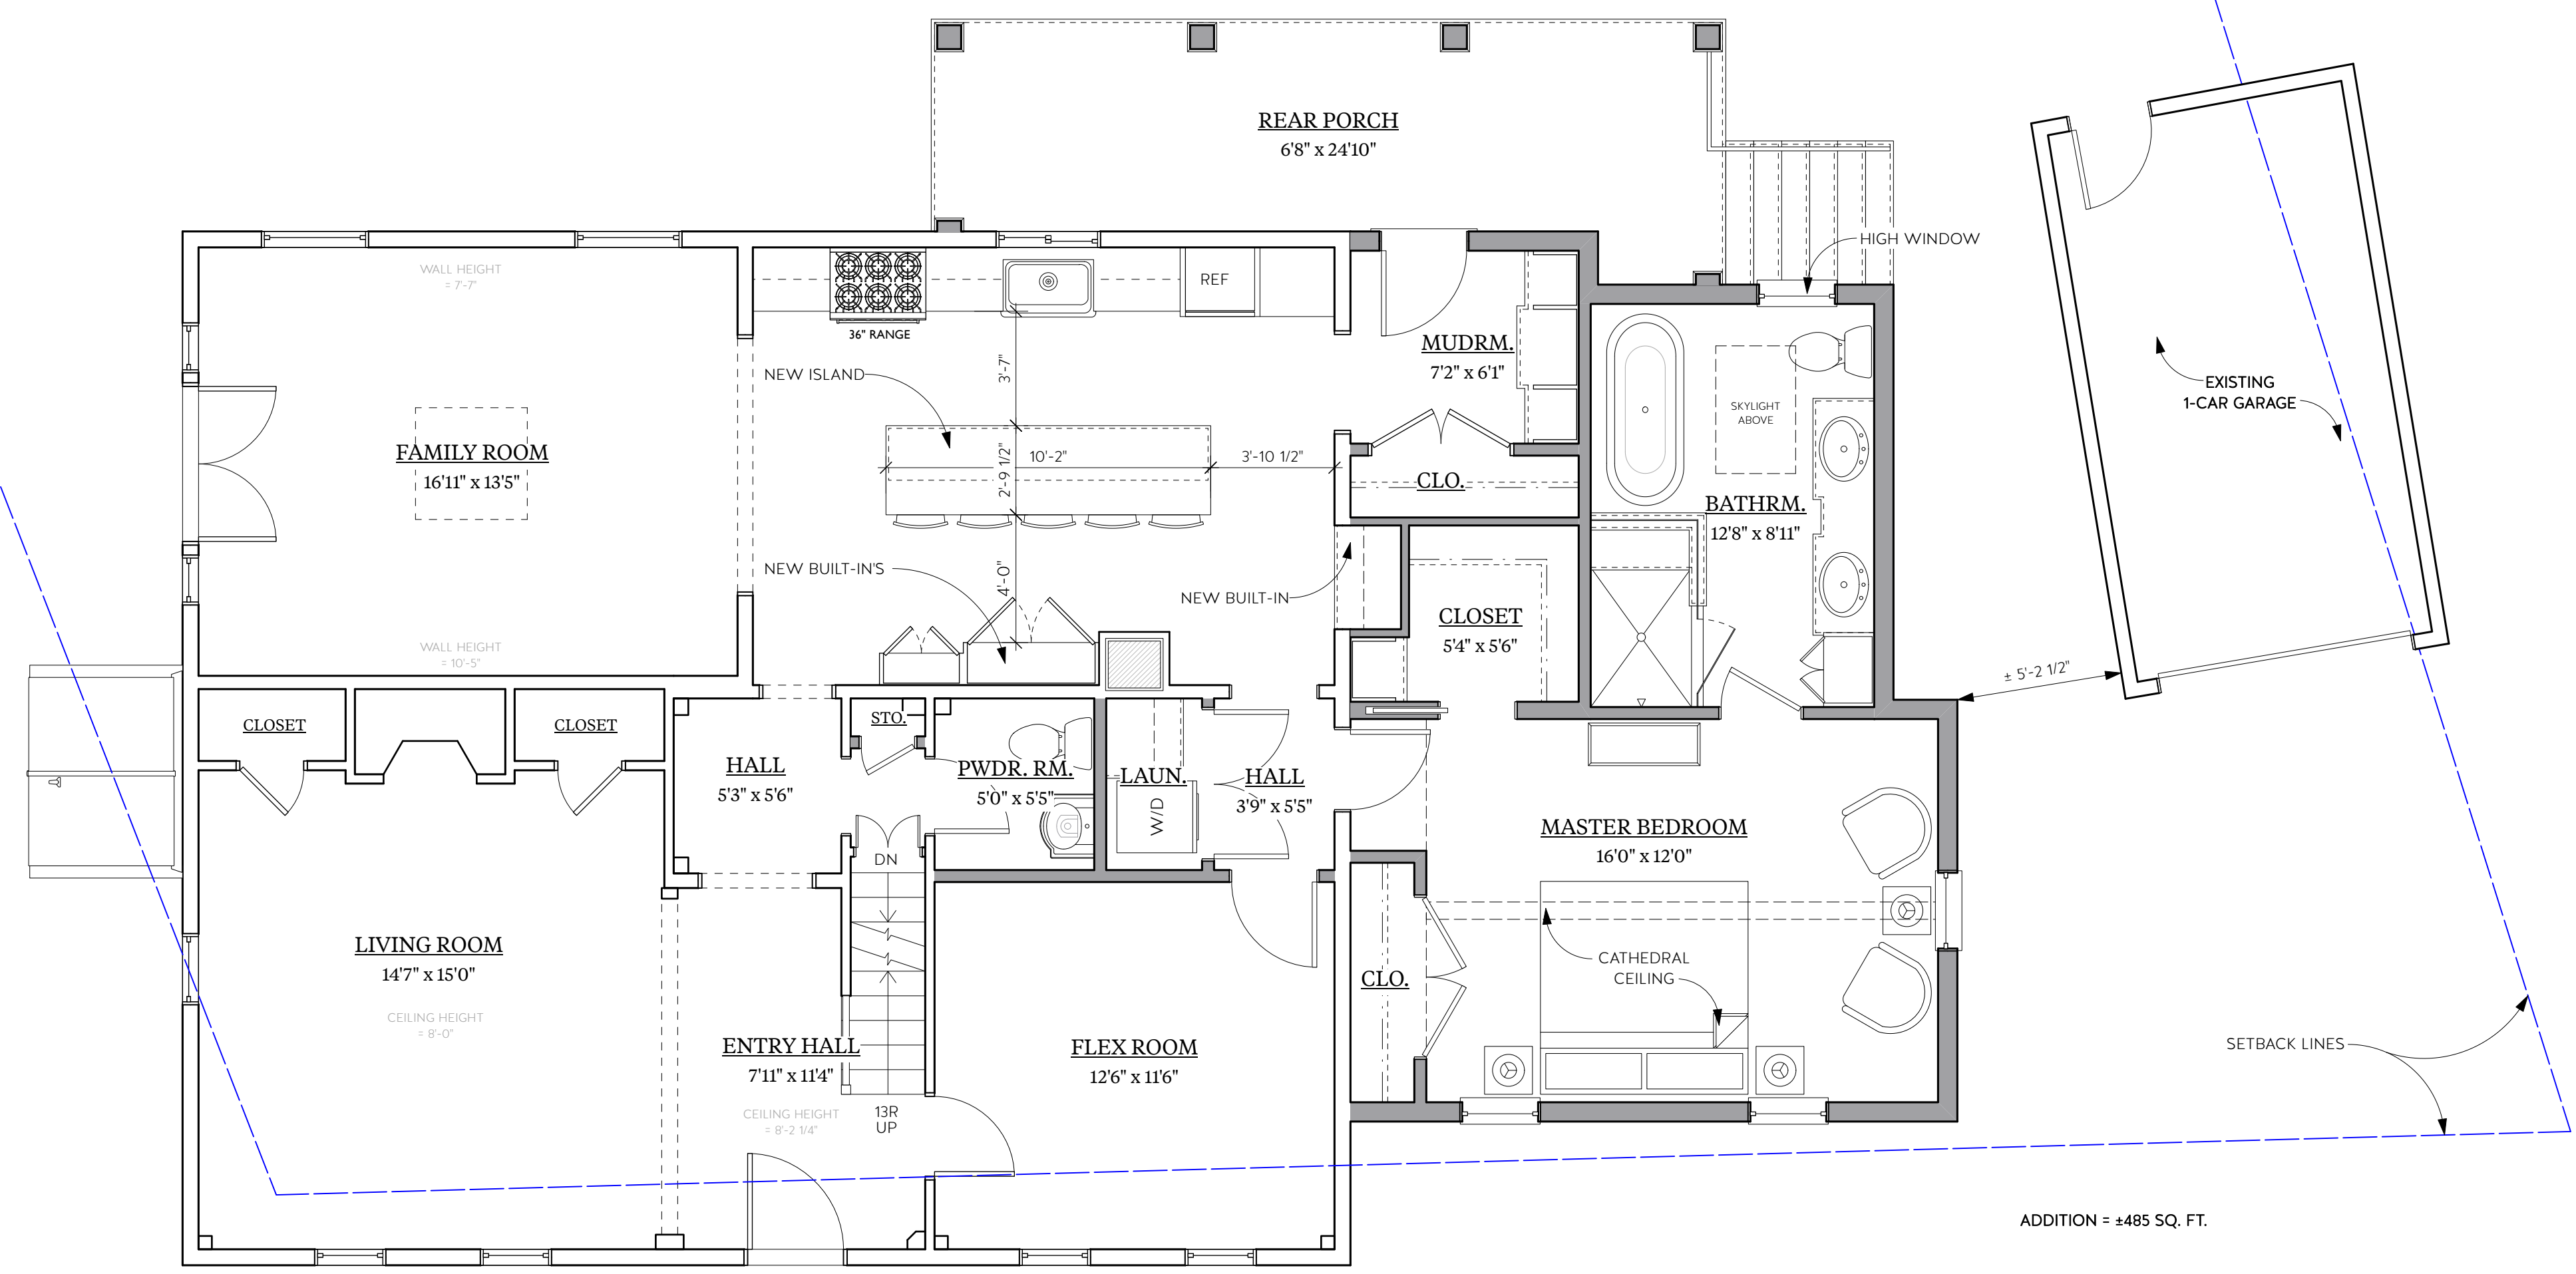 REAR PORCH
6'8" x 24'10"
HIGH WINDOW
WALL HEIGHT
= 7'-7"
REF
36" RANGE
MUDRM.
7'2" x 6'1"
NEW ISLAND
3'-7"
SKYLIGHT
ABOVE
EXISTING
1-CAR GARAGE
FAMILY ROOM
16'11" x 13'5"
10'-2"
2'-9 1/2"
3'-10 1/2"
CLO.
BATHRM.
12'8" x 8'11"
NEW BUILT-IN'S
4'-0"
NEW BUILT-IN
CLOSET
5'4" x 5'6"
WALL HEIGHT
= 10'-5"
± 5'-2 1/2"
CLOSET
CLOSET
STO.
HALL
5'3" x 5'6"
PWDR. RM.
5'0" x 5'5"
LAUN.
W/D
HALL
3'9" x 5'5"
MASTER BEDROOM
16'0" x 12'0"
DN
LIVING ROOM
14'7" x 15'0"
CEILING HEIGHT
= 8'-0"
CLO.
CATHEDRAL
CEILING
ENTRY HALL
7'11" x 11'4"
CEILING HEIGHT
= 8'-2 1/4"
13R
UP
FLEX ROOM
12'6" x 11'6"
SETBACK LINES
ADDITION = ±485 SQ. FT.